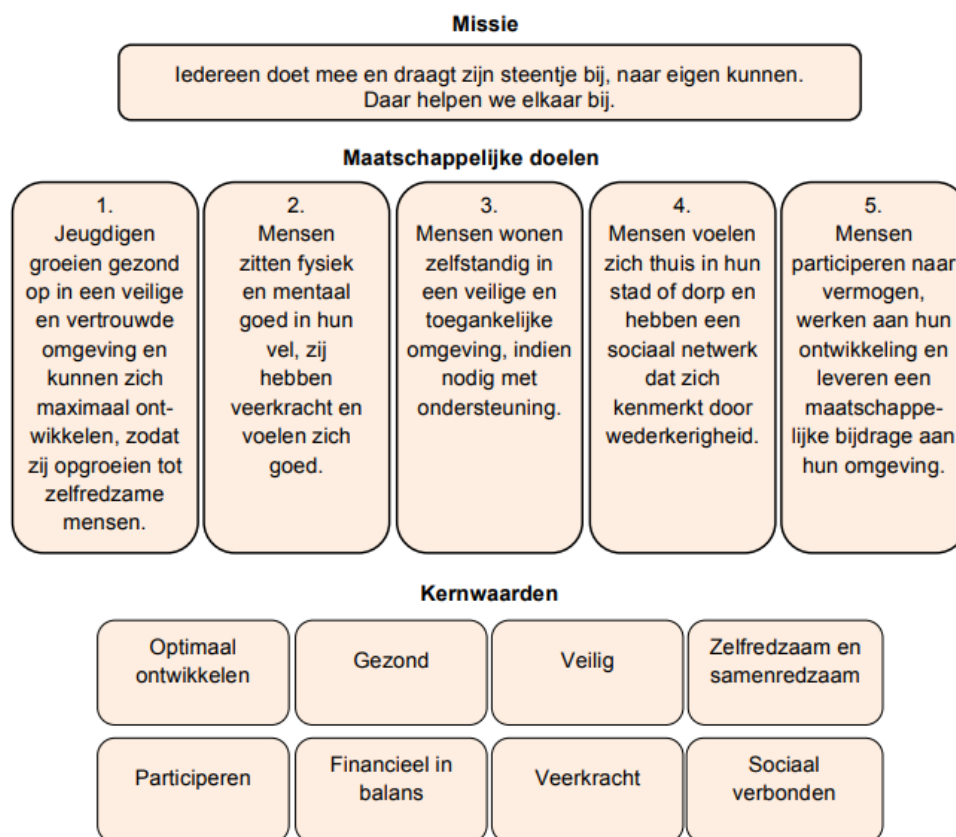 Missie
Iedereen doet mee en draagt zijn steentje bij, naar eigen kunnen.
Daar helpen we elkaar bij.
Maatschappelijke doelen
1.
Jeugdigen
groeien gezond
op in een veilige
en vertrouwde
omgeving en
kunnen zich
maximaal ont-
wikkelen, zodat
zij opgroeien tot
zelfredzame
mensen.
2.
Mensen
zitten fysiek
en mentaal
goed in hun
vel, zij
hebben
veerkracht en
voelen zich
goed.
3.
Mensen wonen
zelfstandig in
een veilige en
toegankelijke
omgeving, indien
nodig met
ondersteuning.
4.
Mensen voelen
zich thuis in hun
stad of dorp en
hebben een
sociaal netwerk
dat zich
kenmerkt door
wederkerigheid.
5.
Mensen
participeren naar
vermogen,
werken aan hun
ontwikkeling en
leveren een
maatschappe-
lijke bijdrage aan
hun omgeving.
Kernwaarden
Optimaal
ontwikkelen
Gezond
Veilig
Zelfredzaam en
samenredzaam
Participeren
Financieel in
balans
Veerkracht
Sociaal
verbonden